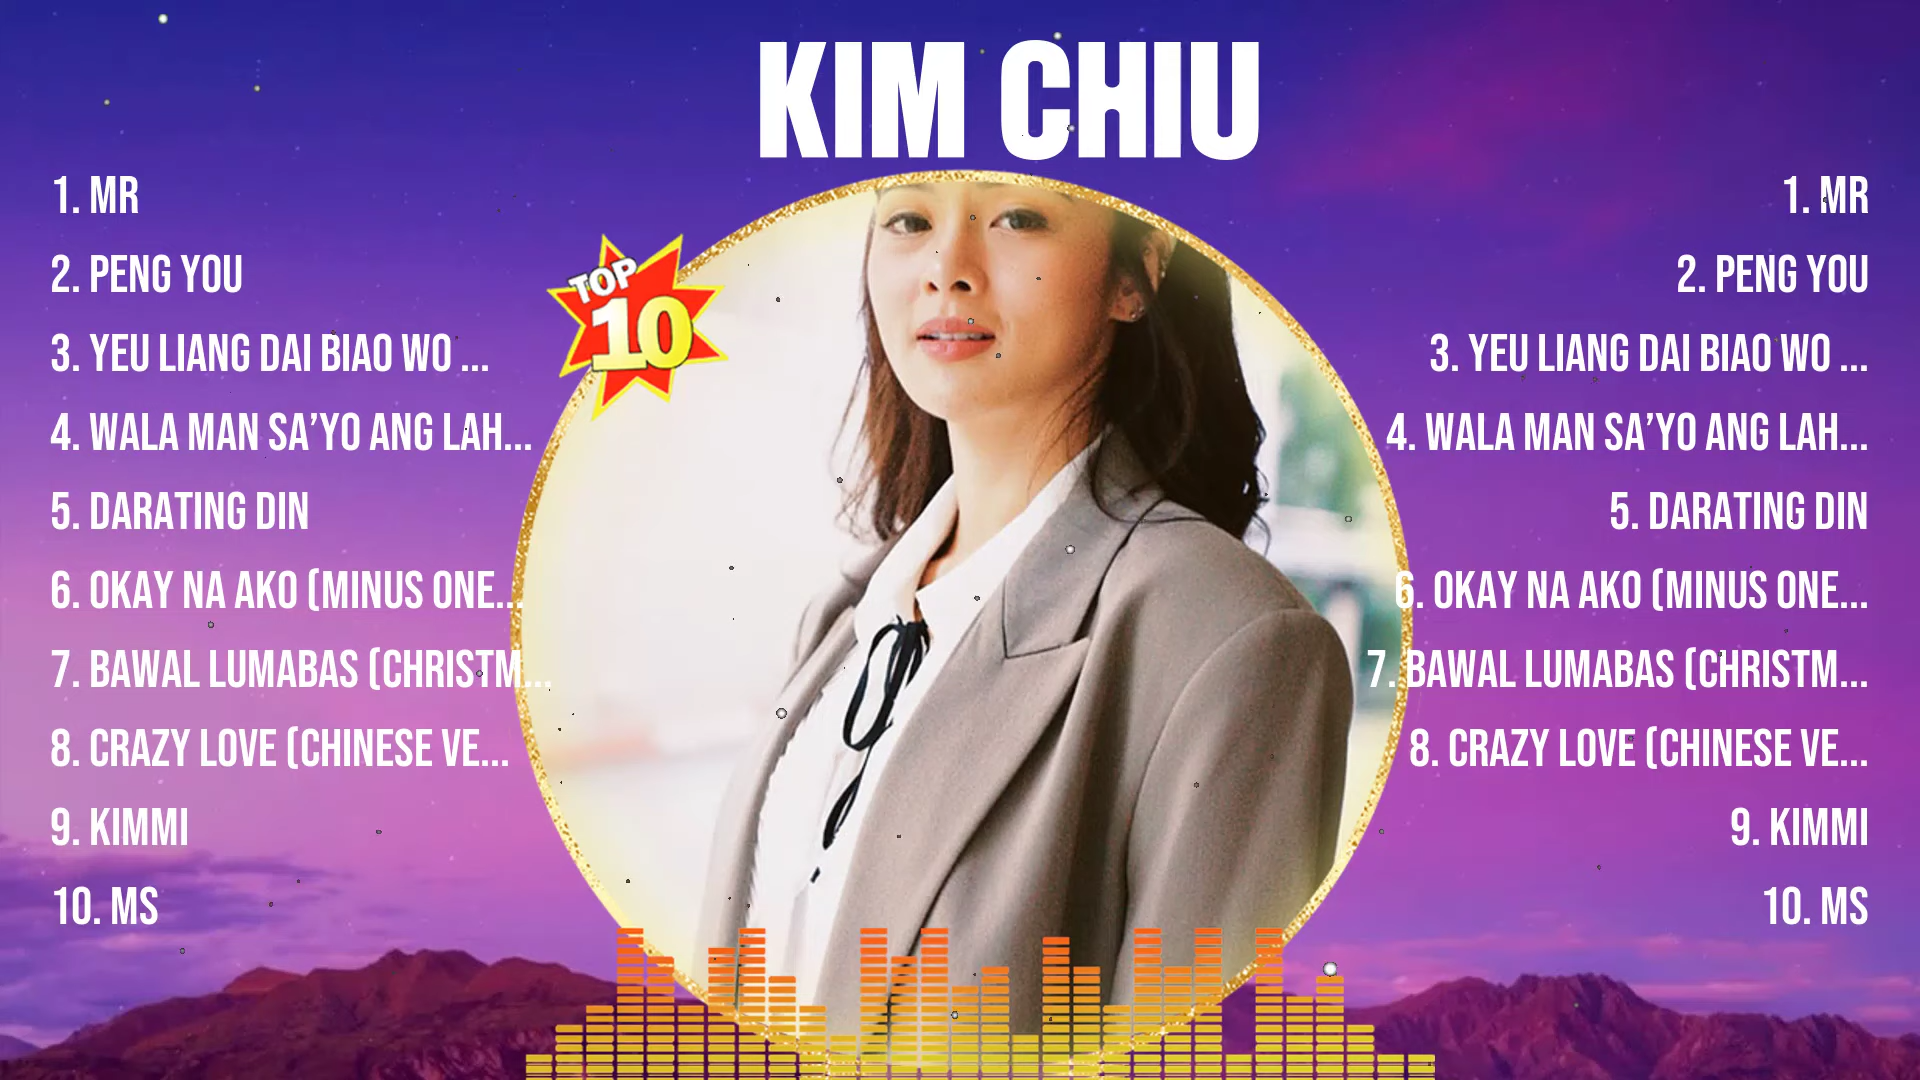 KIM CHIU
TOP
10
1. MR
2. PENG YOU
3. YEU LIANG DAI BIAO WO ...
4. WALA MAN SA’YO ANG LAH...
5. DARATING DIN
6. OKAY NA AKO (MINUS ONE...
7. BAWAL LUMABAS (CHRISTM...
8. CRAZY LOVE (CHINESE VE...
9. KIMMI
10. MS
1. MR
2. PENG YOU
3. YEU LIANG DAI BIAO WO ...
4. WALA MAN SA’YO ANG LAH...
5. DARATING DIN
6. OKAY NA AKO (MINUS ONE...
7. BAWAL LUMABAS (CHRISTM...
8. CRAZY LOVE (CHINESE VE...
9. KIMMI
10. MS